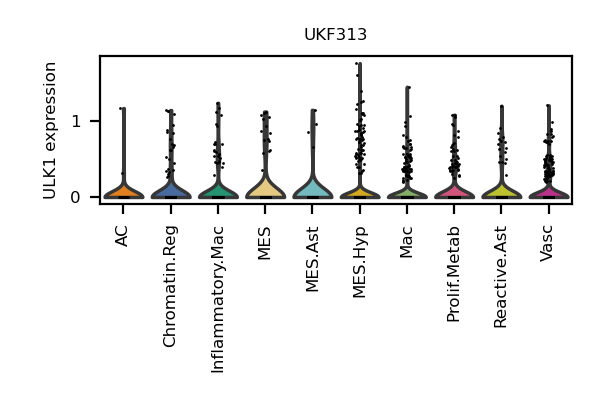 UKF313
ULK1 expression
1
0
AC
Chromatin.Reg
Inflammatory.Mac
MES
MES.Ast
MES.Hyp
Mac
Prolif.Metab
Reactive.Ast
Vasc